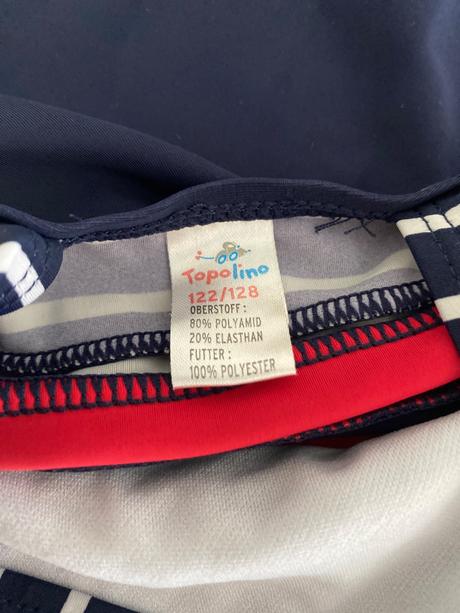 Topolino
122/128
OBERSTOFF:
80% POLYAMID
20% ELASTHAN
FUTTER:
100% POLYESTER